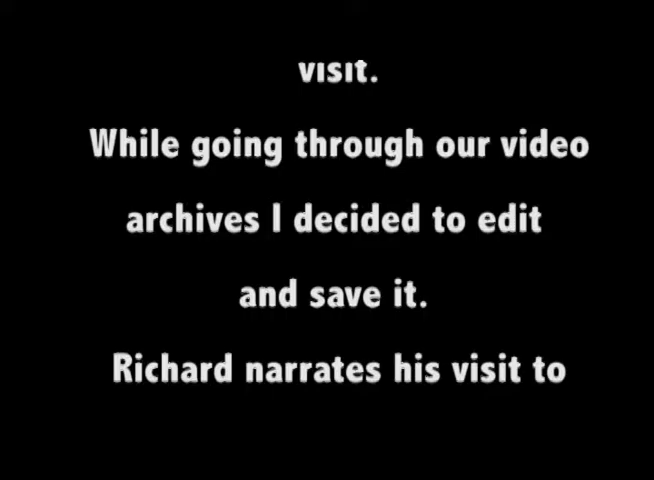 visit.
While going through our video
archives I decided to edit
and save it.
Richard narrates his visit to